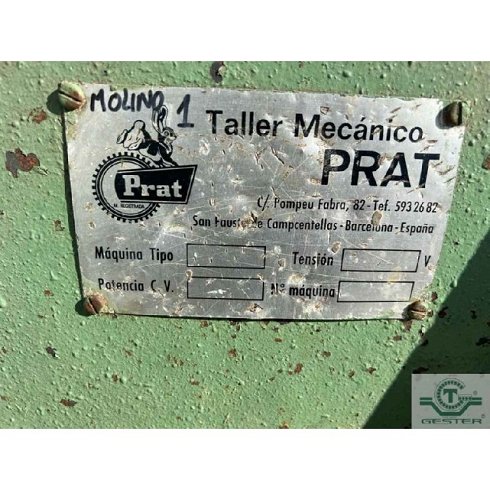 MOLINO 1
Taller Mecánico
PRAT
Prat
M. REGISTRADA
C/. Pompeu Fabra, 82 - Tef. 593 26 82
San Fausto de Campcentellas - Barcelona - España
Máquina Tipo
Tensión V
Potencia C. V.
Nº máquina
T
GESTER